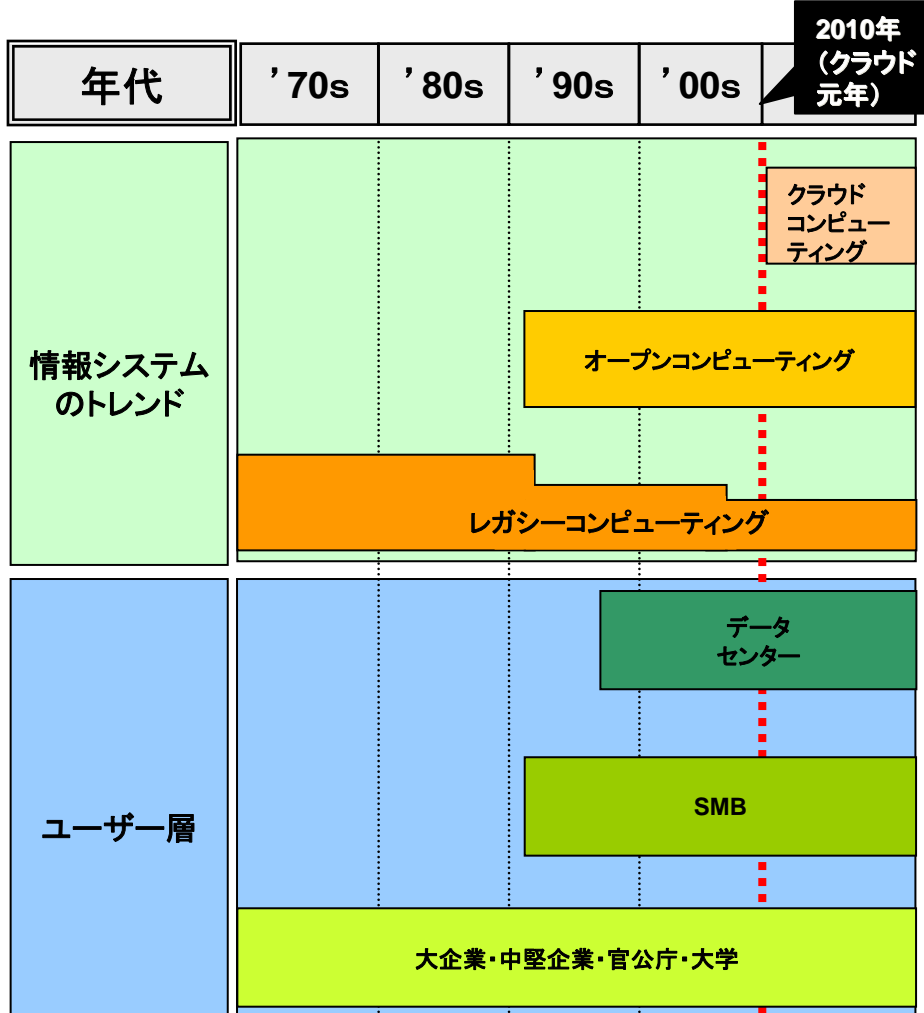 2010年
（クラウド
元年）
年代
’70s
’80s
’90s
’00s
情報システム
のトレンド
クラウド
コンピュー
ティング
オープンコンピューティング
レガシーコンピューティング
ユーザー層
データ
センター
SMB
大企業・中堅企業・官公庁・大学